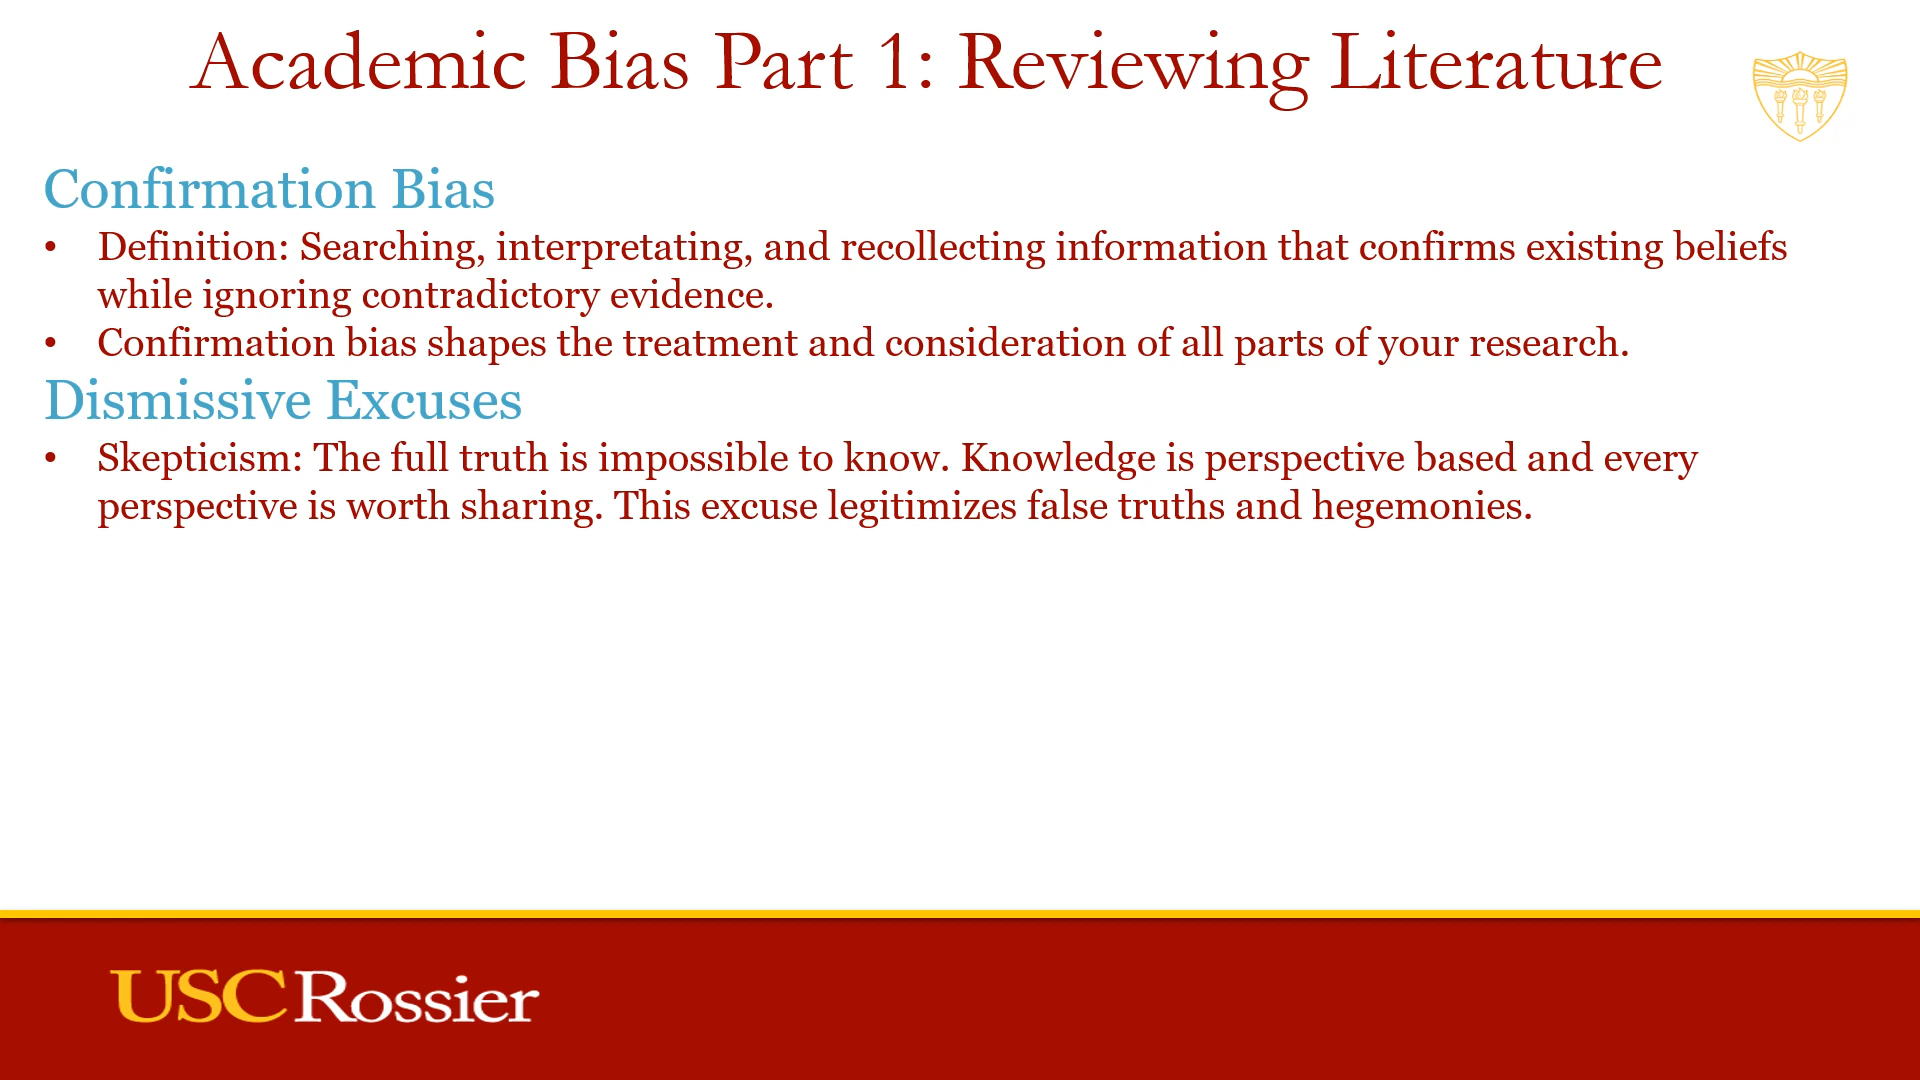 Academic Bias Part 1: Reviewing Literature
Confirmation Bias
• Definition: Searching, interpretating, and recollecting information that confirms existing beliefs
while ignoring contradictory evidence.
• Confirmation bias shapes the treatment and consideration of all parts of your research.
Dismissive Excuses
• Skepticism: The full truth is impossible to know. Knowledge is perspective based and every
perspective is worth sharing. This excuse legitimizes false truths and hegemonies.
USC Rossier